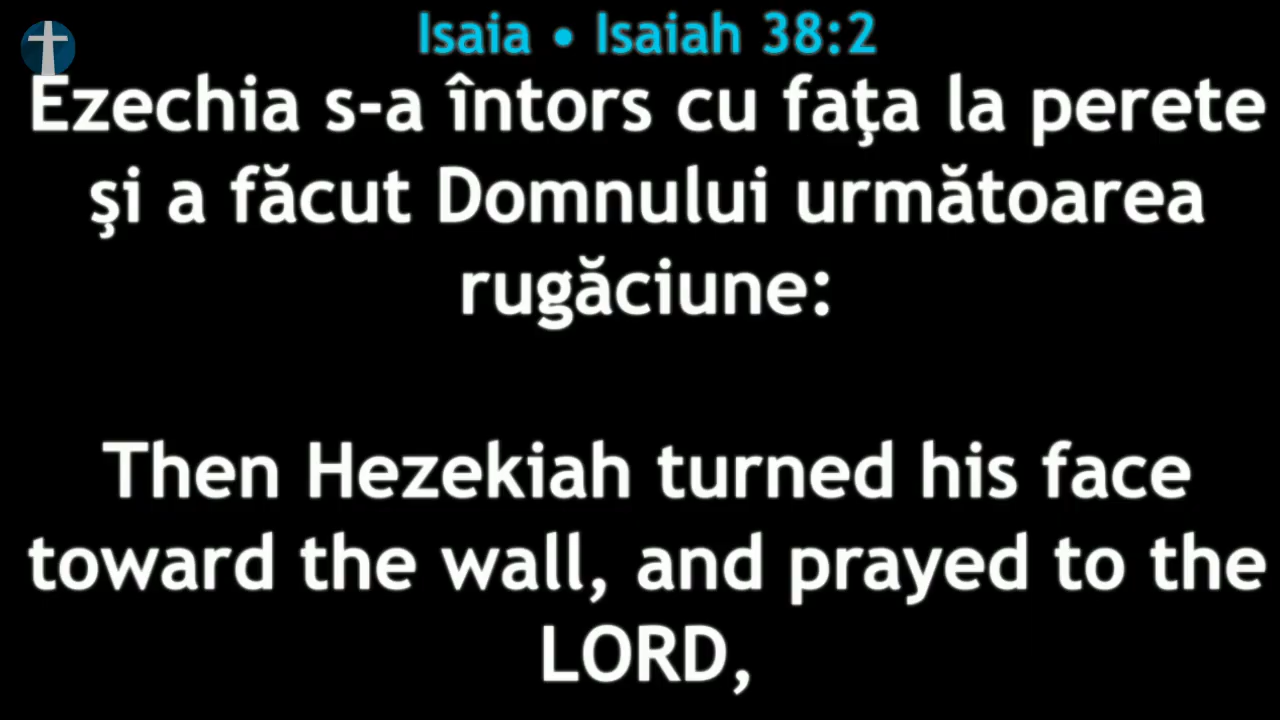 Isaia • Isaiah 38:2
Ezechia s-a întors cu faţa la perete
şi a făcut Domnului următoarea
rugăciune:
Then Hezekiah turned his face
toward the wall, and prayed to the
LORD,